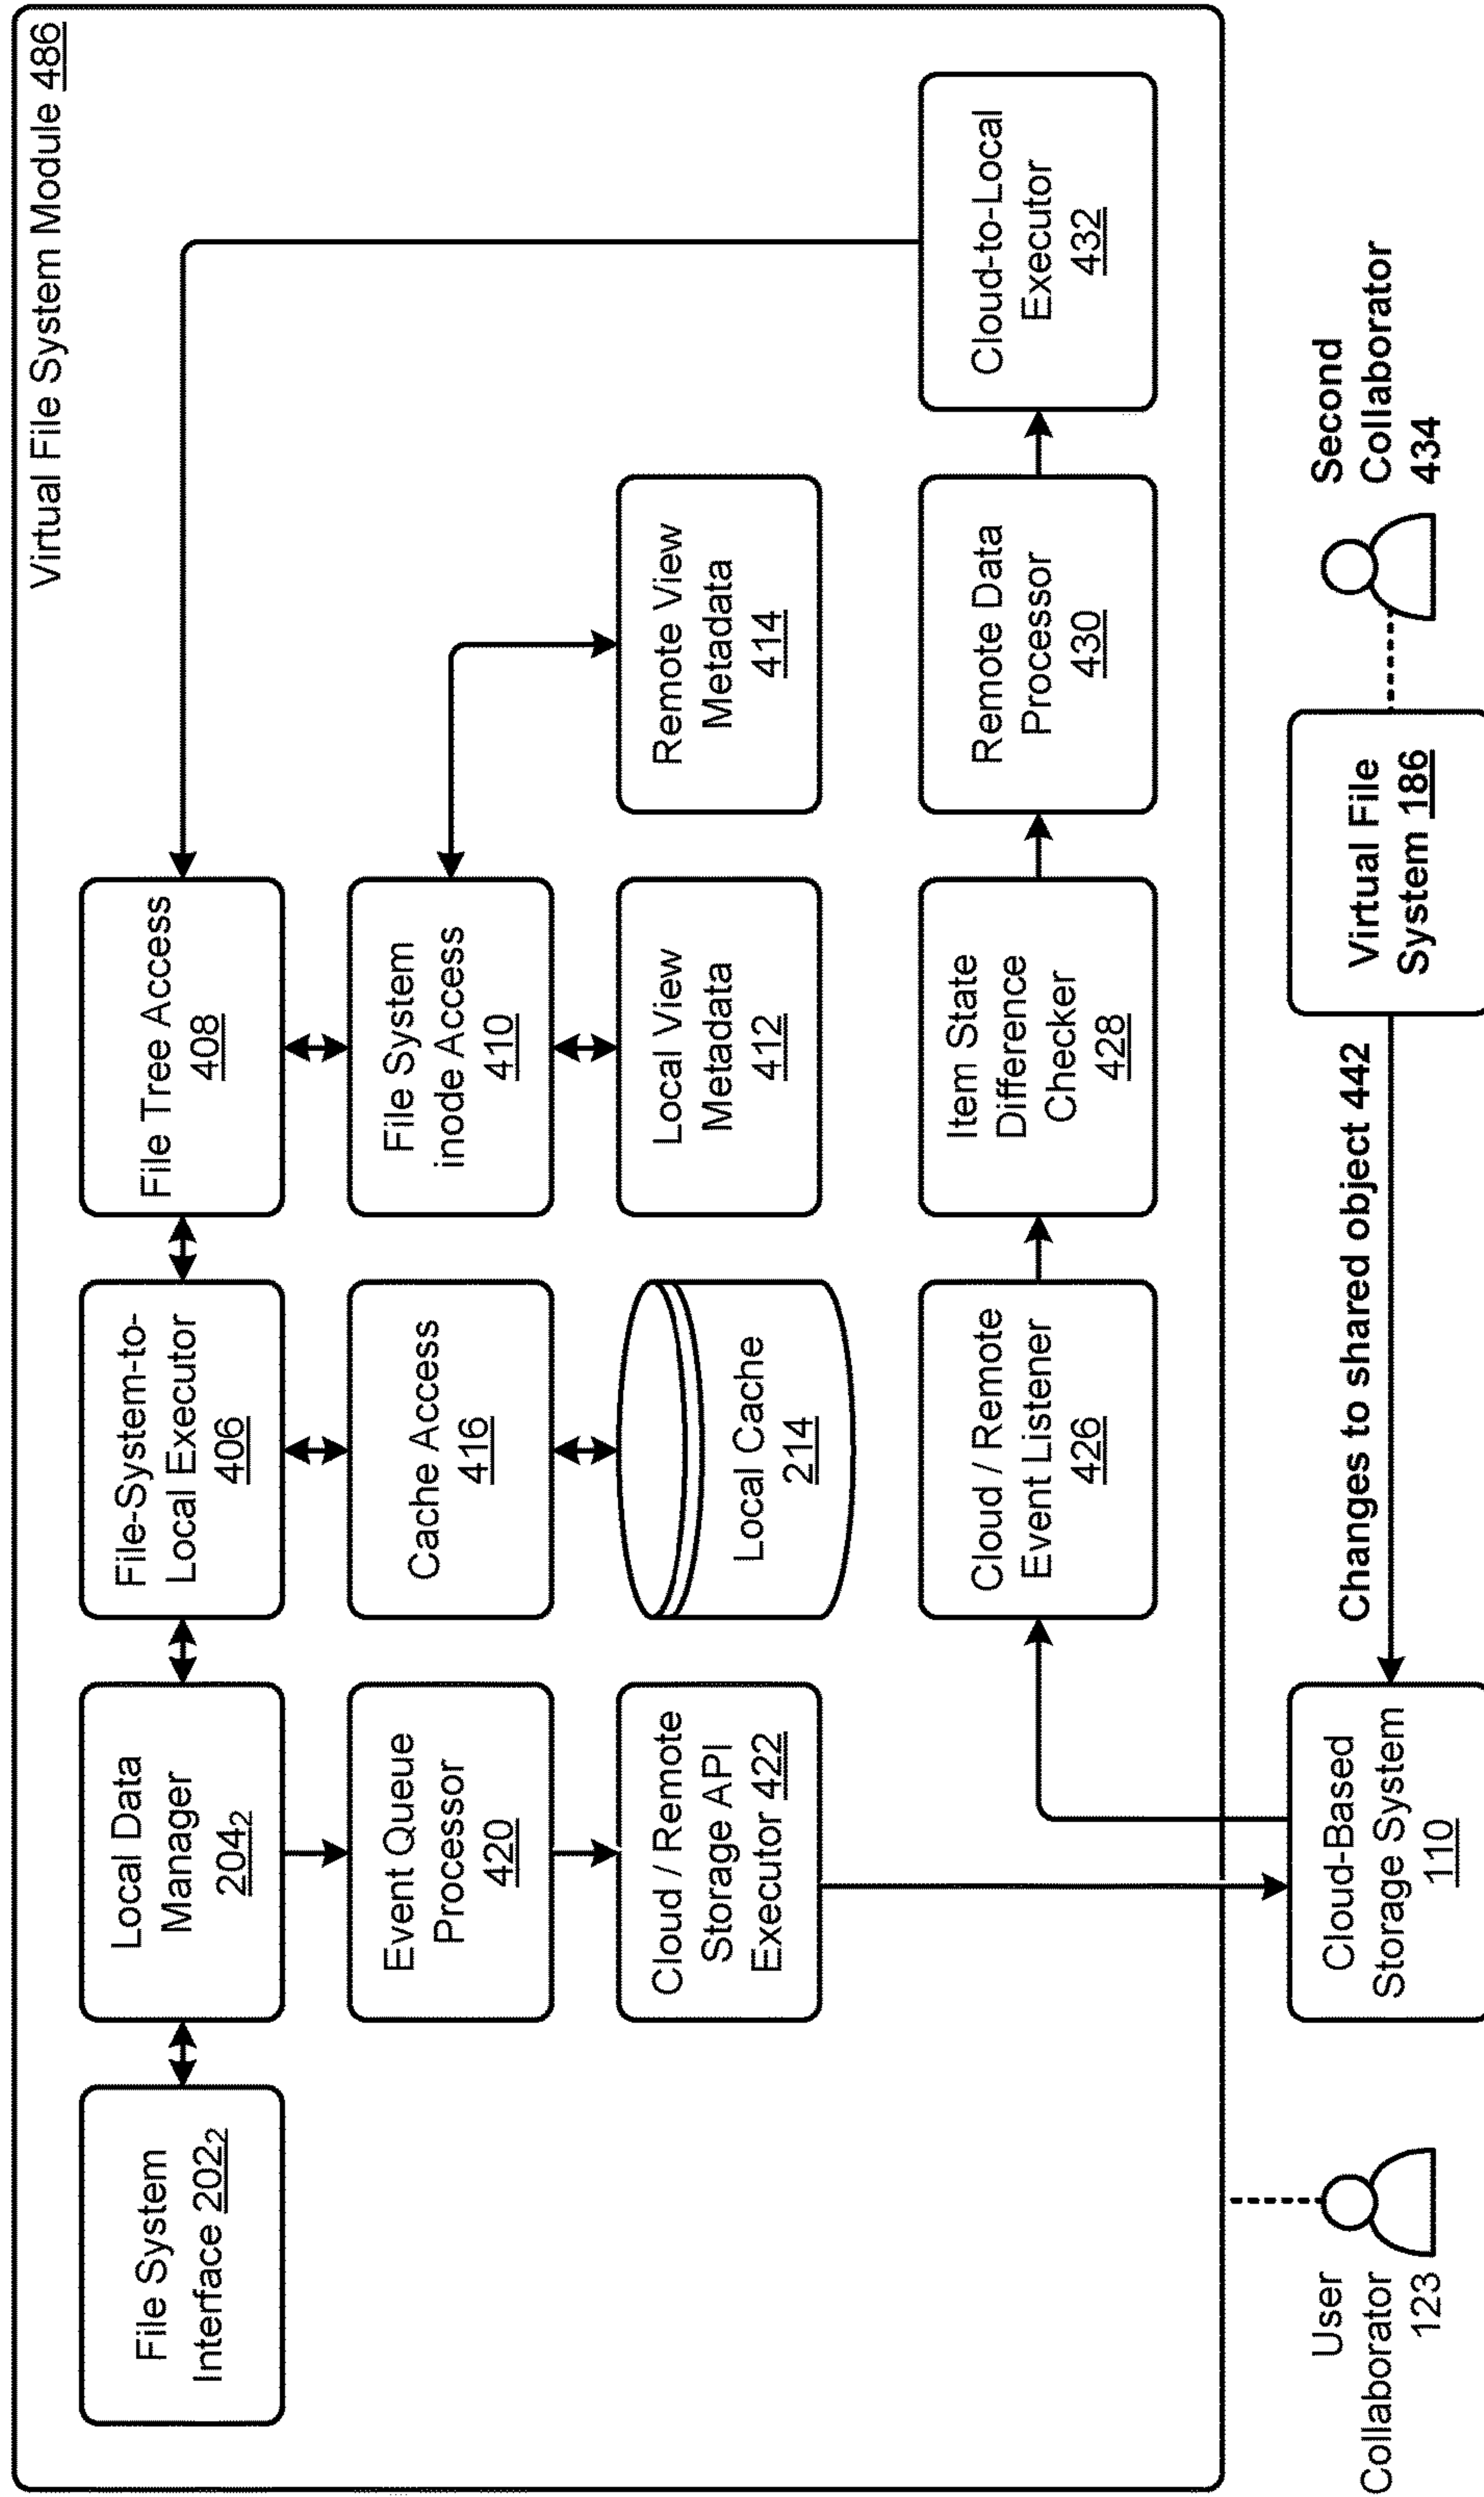 Virtual File System Module 486
File System
Interface 202₂
Local Data
Manager
204₂
File-System-to-
Local Executor
406
File Tree Access
408
Event Queue
Processor
420
Cache Access
416
File System
inode Access
410
Cloud / Remote
Storage API
Executor 422
Local Cache
214
Local View
Metadata
412
Remote View
Metadata
414
Cloud / Remote
Event Listener
426
Item State
Difference
Checker
428
Remote Data
Processor
430
Cloud-to-Local
Executor
432
User
Collaborator
123
Cloud-Based
Storage System
110
Changes to shared object 442
Virtual File
System 186
Second
Collaborator
434